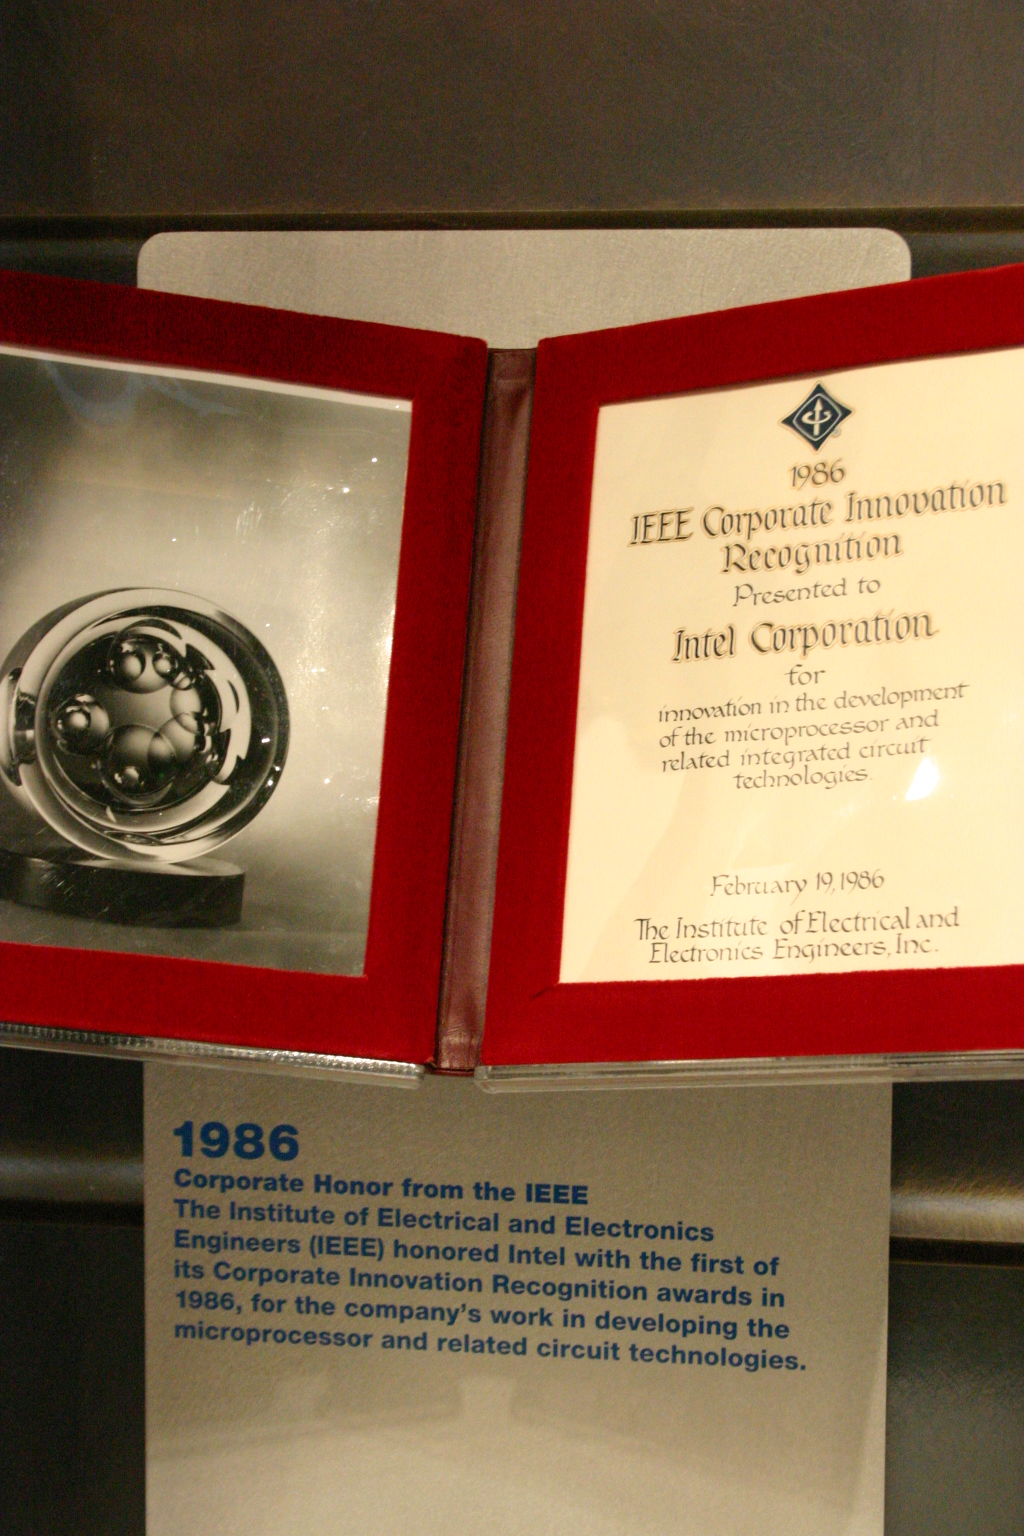 1986
IEEE Corporate Innovation
Recognition
Presented to
Intel Corporation
for
innovation in the development
of the microprocessor and
related integrated circuit
technologies.
February 19, 1986
The Institute of Electrical and
Electronics Engineers, Inc.
1986
Corporate Honor from the IEEE
The Institute of Electrical and Electronics
Engineers (IEEE) honored Intel with the first of
its Corporate Innovation Recognition awards in
1986, for the company's work in developing the
microprocessor and related circuit technologies.